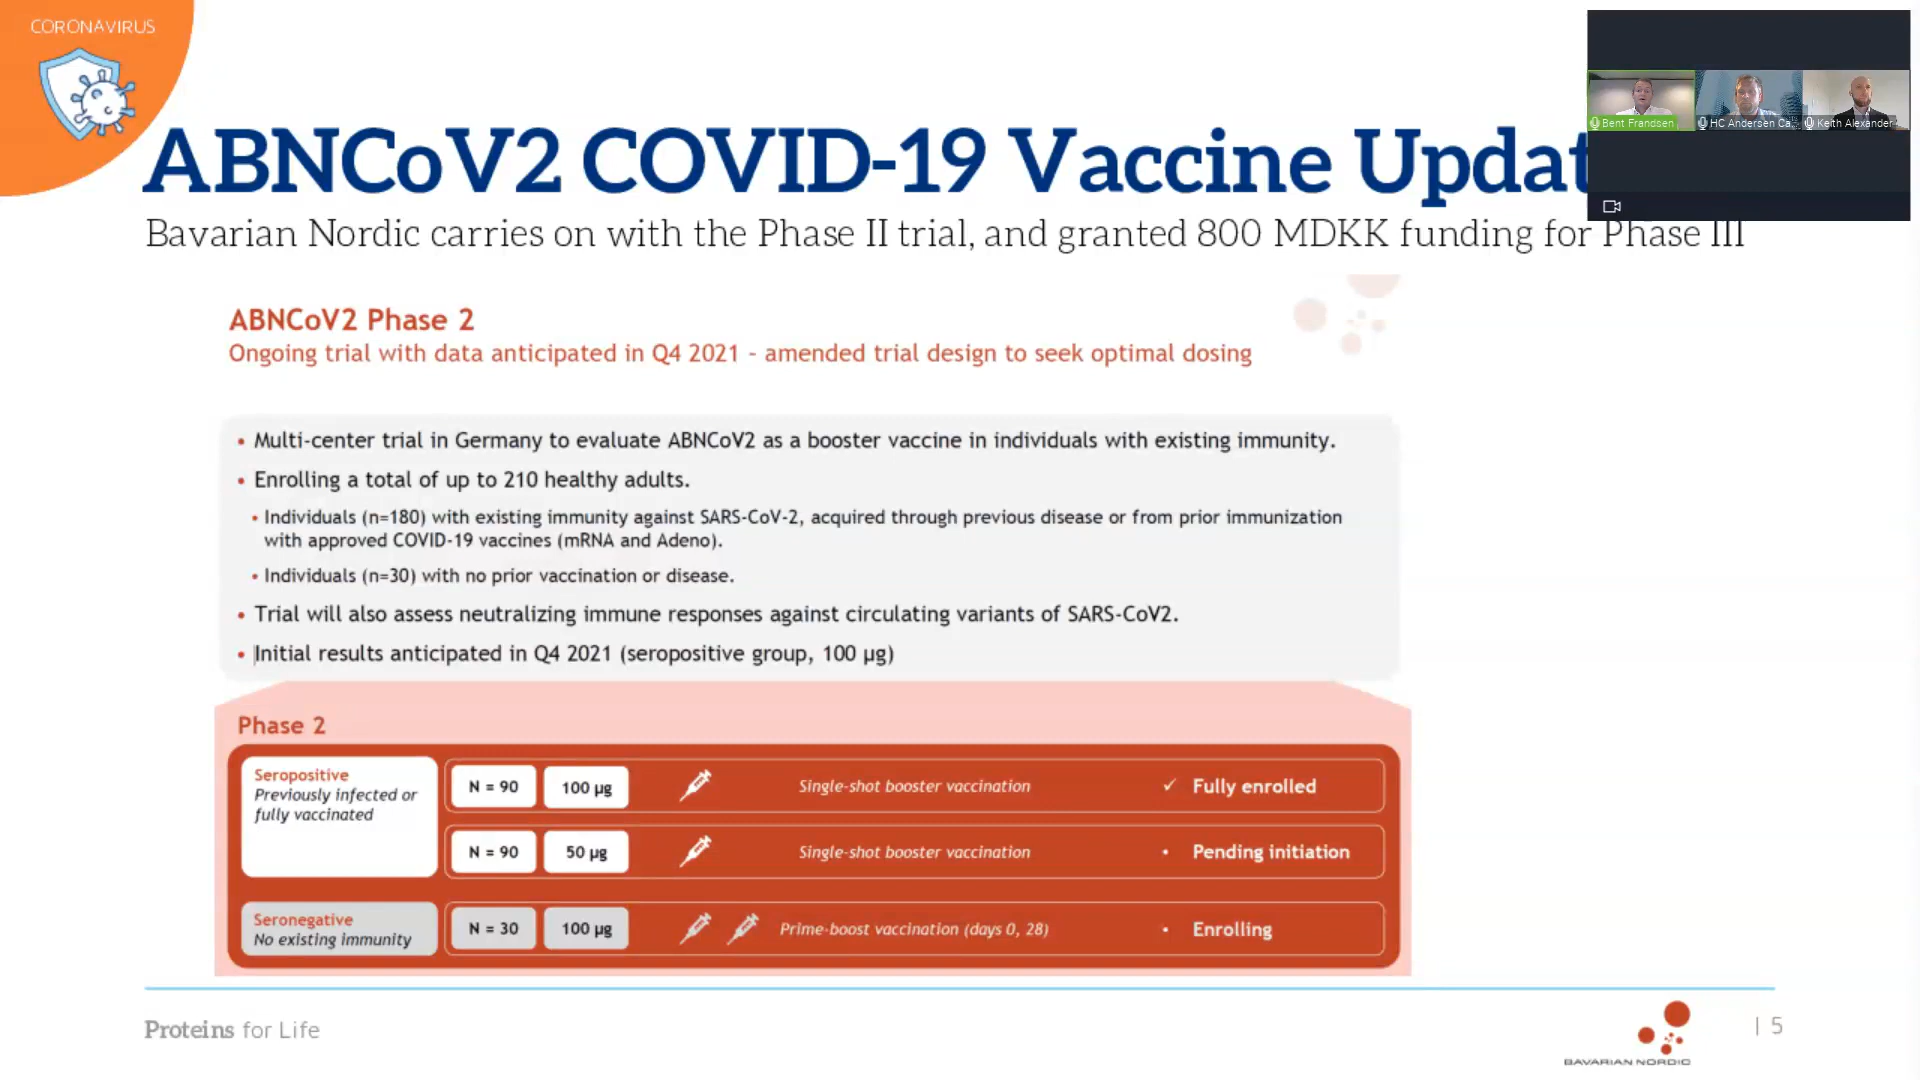 CORONAVIRUS
Bent Frandsen
HC Andersen Ca...
Keith Alexander
ABNCoV2 COVID-19 Vaccine Updat
Bavarian Nordic carries on with the Phase II trial, and granted 800 MDKK funding for Phase III
ABNCoV2 Phase 2
Ongoing trial with data anticipated in Q4 2021 - amended trial design to seek optimal dosing
• Multi-center trial in Germany to evaluate ABNCoV2 as a booster vaccine in individuals with existing immunity.
• Enrolling a total of up to 210 healthy adults.
• Individuals (n=180) with existing immunity against SARS-CoV-2, acquired through previous disease or from prior immunization
with approved COVID-19 vaccines (mRNA and Adeno).
• Individuals (n=30) with no prior vaccination or disease.
• Trial will also assess neutralizing immune responses against circulating variants of SARS-CoV2.
• Initial results anticipated in Q4 2021 (seropositive group, 100 µg)
Phase 2
Seropositive
Previously infected or
fully vaccinated
N = 90 100 µg Single-shot booster vaccination ✓ Fully enrolled
N = 90 50 µg Single-shot booster vaccination • Pending initiation
Seronegative
No existing immunity
N = 30 100 µg Prime-boost vaccination (days 0, 28) • Enrolling
Proteins for Life
BAVARIAN NORDIC
| 5